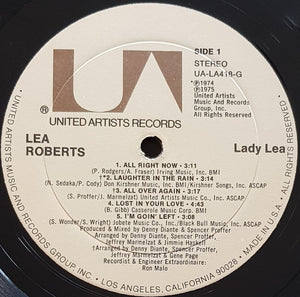 UA
®
SIDE 1
STEREO
UA-LA418-G
℗1974
©1975
United Artists
Music And Records
Group, Inc.
All Rights Reserved
UNITED ARTISTS RECORDS
LEA
ROBERTS
Lady Lea
1. ALL RIGHT NOW - 3:11
(P. Rodgers/A. Fraser) Irving Music, Inc. BMI
†*2. LAUGHTER IN THE RAIN - 3:14
(N. Sedaka/P. Cody) Don Kirshner Music, Inc. BMI/Kirshner Songs, Inc. ASCAP
*3. ALL OVER AGAIN - 3:17
(S. Proffer/J. Marmelzat) United Artists Music Co., Inc. ASCAP
4. LOST IN YOUR LOVE - 4:03
(B. Gibb) Casserole Music Corp. BMI
5. I'M GOIN' LEFT - 3:08
(S. Wonder/S. Wright) Jobete Music Co., Inc./Black Bull Music, Inc. ASCAP
Produced & Mixed by Denny Diante & Spencer Proffer
*Arranged by Denny Diante, Spencer Proffer,
Jeffrey Marmelzat & Jimmie Haskell
†Arranged by Denny Diante, Spencer Proffer,
Jeffrey Marmelzat & Gene Page
Recordist & Engineer Extraordinaire:
Ron Malo
UNITED ARTISTS MUSIC AND RECORDS GROUP, INC. • LOS ANGELES, CALIFORNIA 90028 • MADE IN U.S.A.